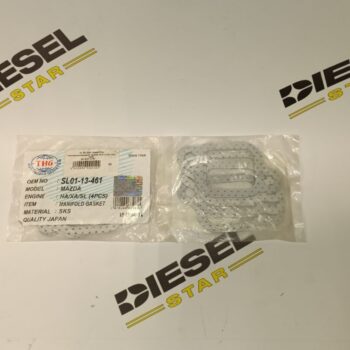 DIESEL
STAR
DIESEL
STAR
THG
OEM NO : SL01-13-461
MODEL : MAZDA
ENGINE : HA/XA/SL (4PCS)
ITEM : MANIFOLD GASKET
MATERIAL : SKS
QUALITY JAPAN
DIESEL
STAR